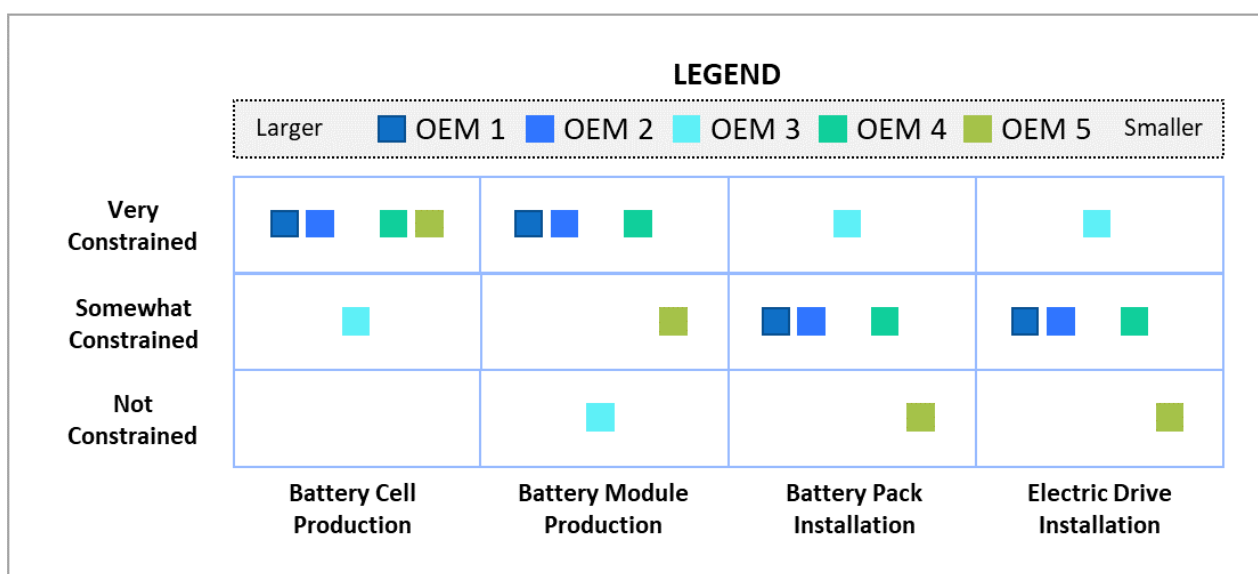 LEGEND
Larger OEM 1 OEM 2 OEM 3 OEM 4 OEM 5 Smaller
Very
Constrained
Somewhat
Constrained
Not
Constrained
Battery Cell
Production
Battery Module
Production
Battery Pack
Installation
Electric Drive
Installation